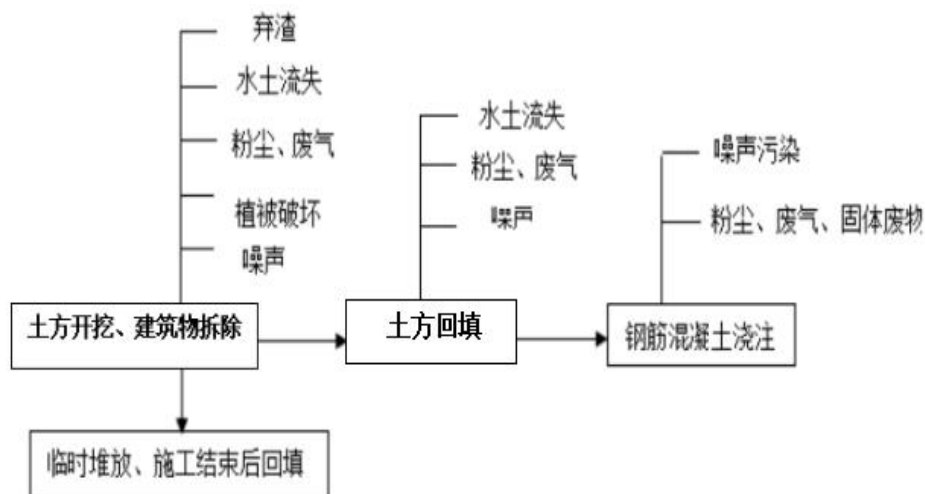 弃渣
水土流失
粉尘、废气
植被破坏
噪声
水土流失
粉尘、废气
噪声
噪声污染
粉尘、废气、固体废物
土方开挖、建筑物拆除
土方回填
钢筋混凝土浇注
临时堆放、施工结束后回填